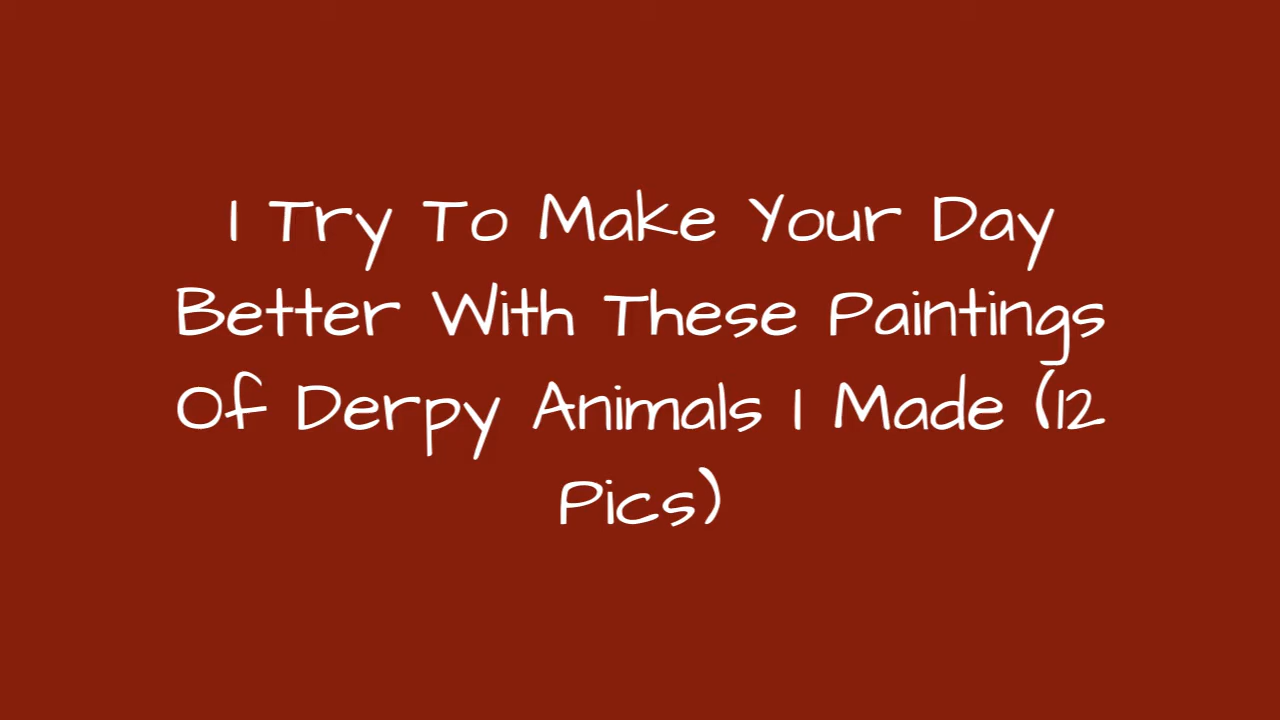 I Try To Make Your Day
Better With These Paintings
Of Derpy Animals I Made (12
Pics)